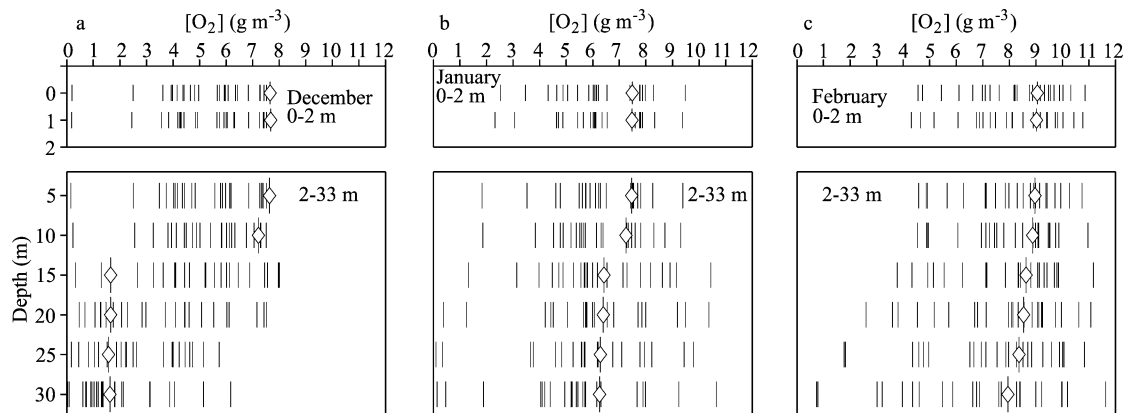 a [O2] (g m-3)
0 1 2 3 4 5 6 7 8 9 10 11 12
b [O2] (g m-3)
0 1 2 3 4 5 6 7 8 9 10 11 12
c [O2] (g m-3)
0 1 2 3 4 5 6 7 8 9 10 11 12
0
1
2
December
0-2 m
January
0-2 m
February
0-2 m
Depth (m)
5
10
15
20
25
30
2-33 m
2-33 m
2-33 m